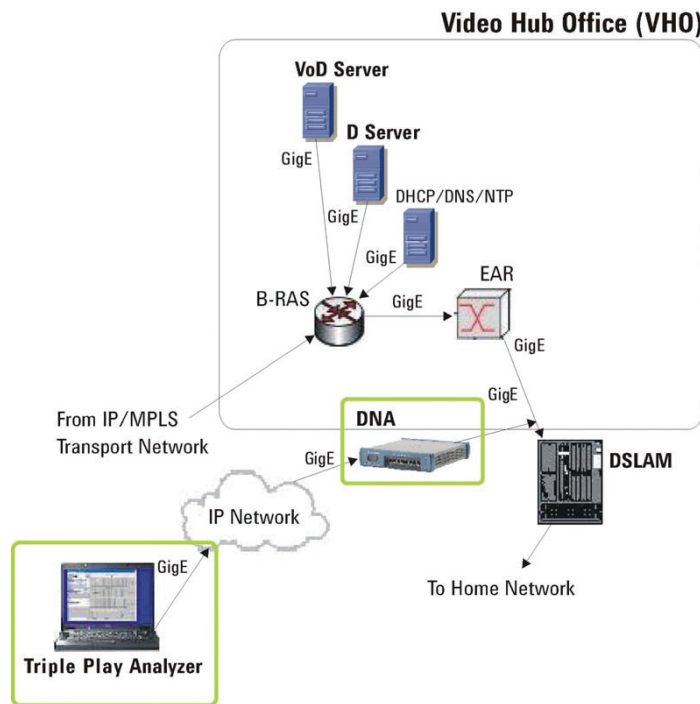 Video Hub Office (VHO)
VoD Server
GigE
D Server
GigE
DHCP/DNS/NTP
GigE
B-RAS
GigE
EAR
GigE
GigE
From IP/MPLS
Transport Network
DNA
GigE
DSLAM
IP Network
To Home Network
GigE
Triple Play Analyzer